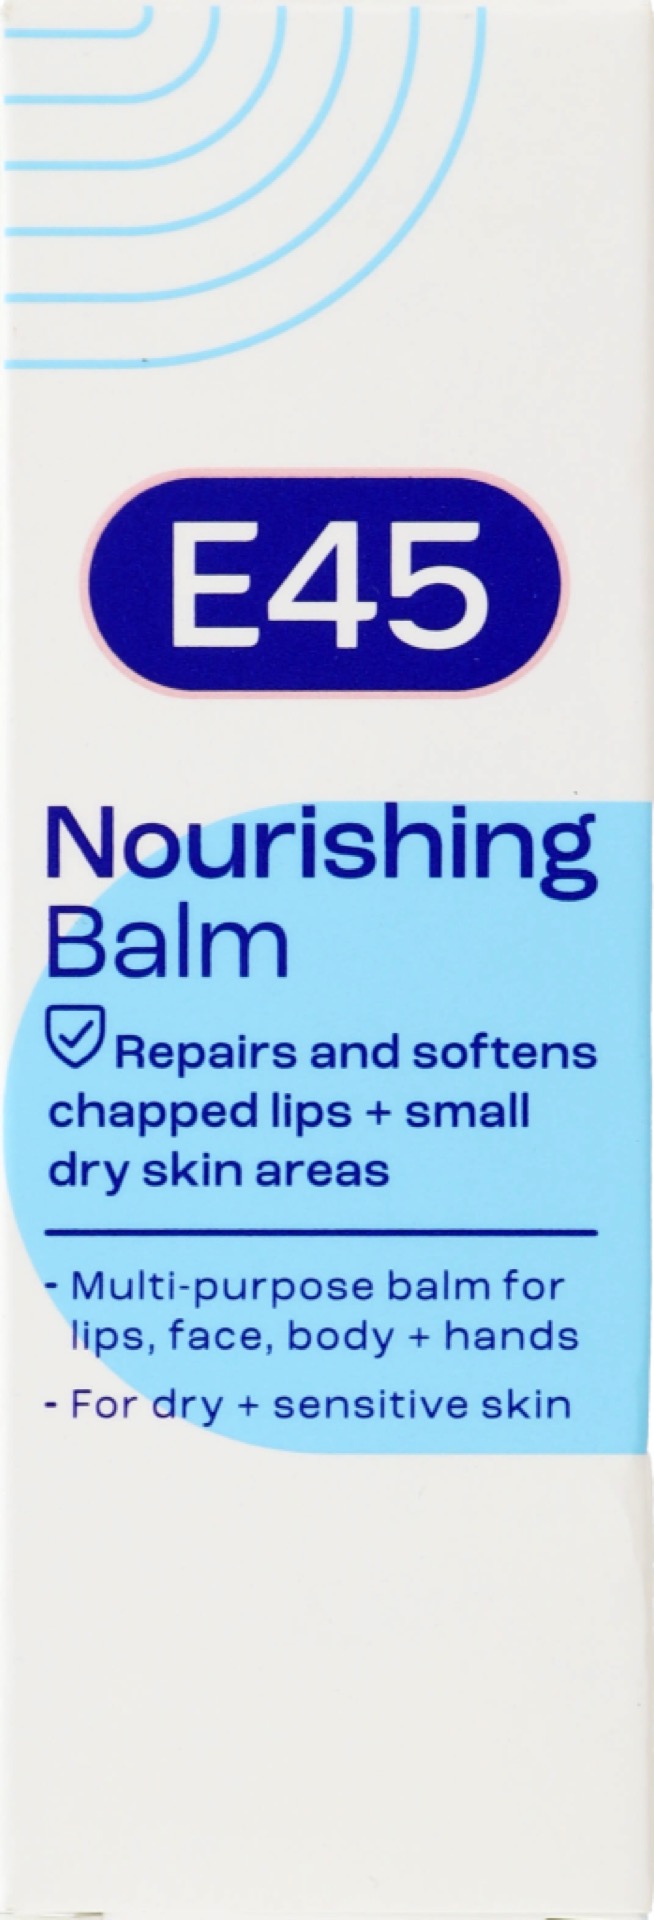 E45
Nourishing
Balm
Repairs and softens
chapped lips + small
dry skin areas
- Multi-purpose balm for
lips, face, body + hands
- For dry + sensitive skin